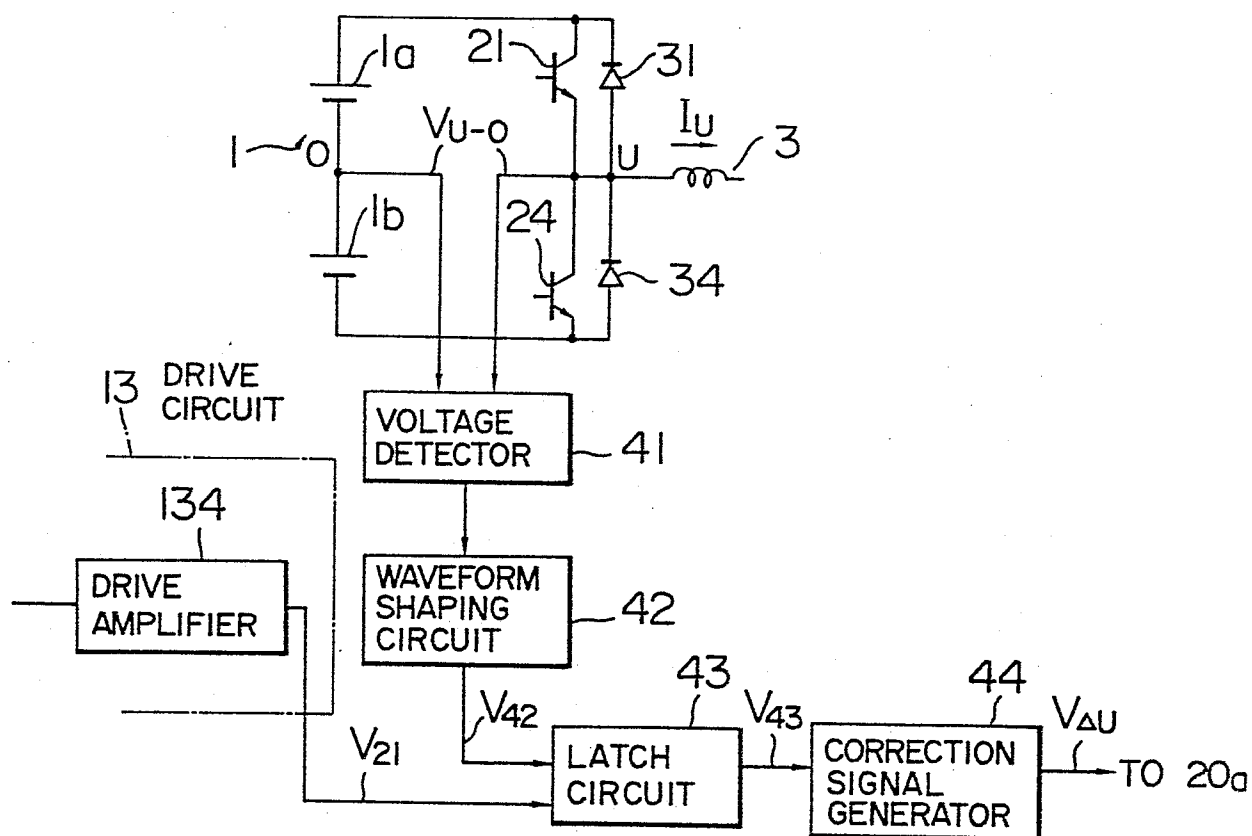 1a
21
31
VU-O
IU
1
O
U
3
1b
24
34
13
DRIVE
CIRCUIT
VOLTAGE
DETECTOR
41
134
DRIVE
AMPLIFIER
WAVEFORM
SHAPING
CIRCUIT
42
43
44
V42
V43
VΔU
V21
LATCH
CIRCUIT
CORRECTION
SIGNAL
GENERATOR
TO 20a